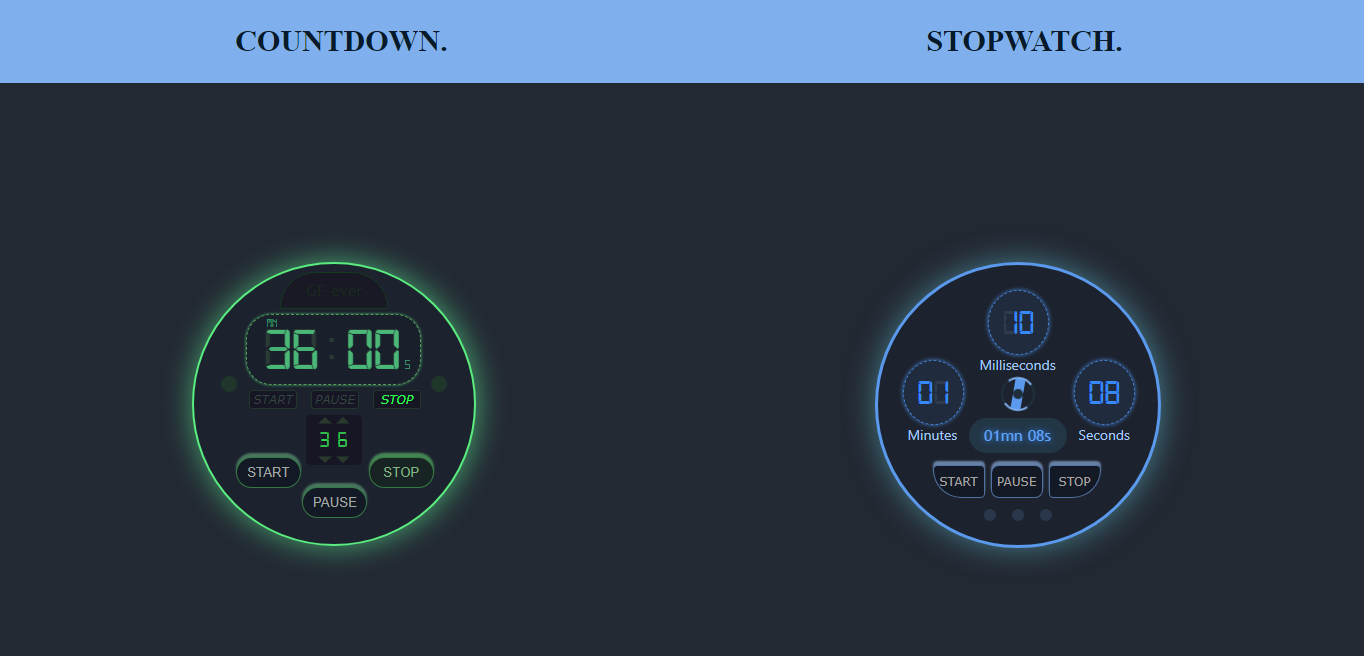 COUNTDOWN.
STOPWATCH.
GF-ever
MN
36:00 S
START PAUSE STOP
36
START
STOP
PAUSE
10
Milliseconds
01
08
Minutes
01mn 08s
Seconds
START PAUSE STOP